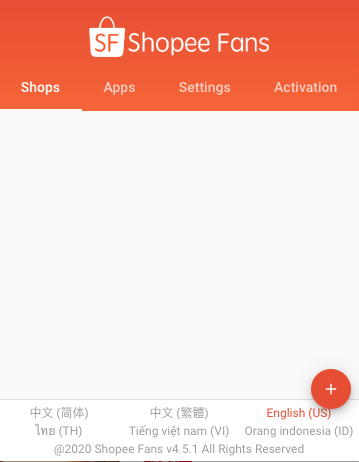 SF Shopee Fans
Shops Apps Settings Activation
中文 (简体) 中文 (繁體) English (US)
ไทย (TH) Tiếng việt nam (VI) Orang indonesia (ID)
@2020 Shopee Fans v4.5.1 All Rights Reserved